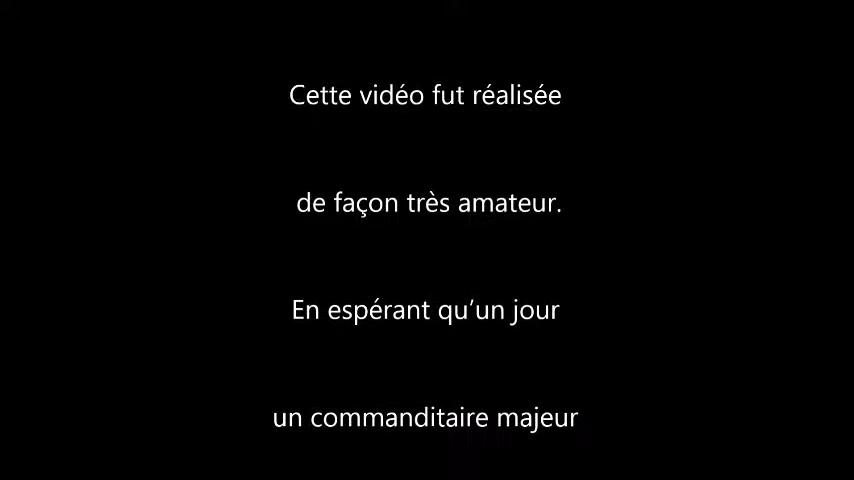 Cette vidéo fut réalisée
de façon très amateur.
En espérant qu’un jour
un commanditaire majeur